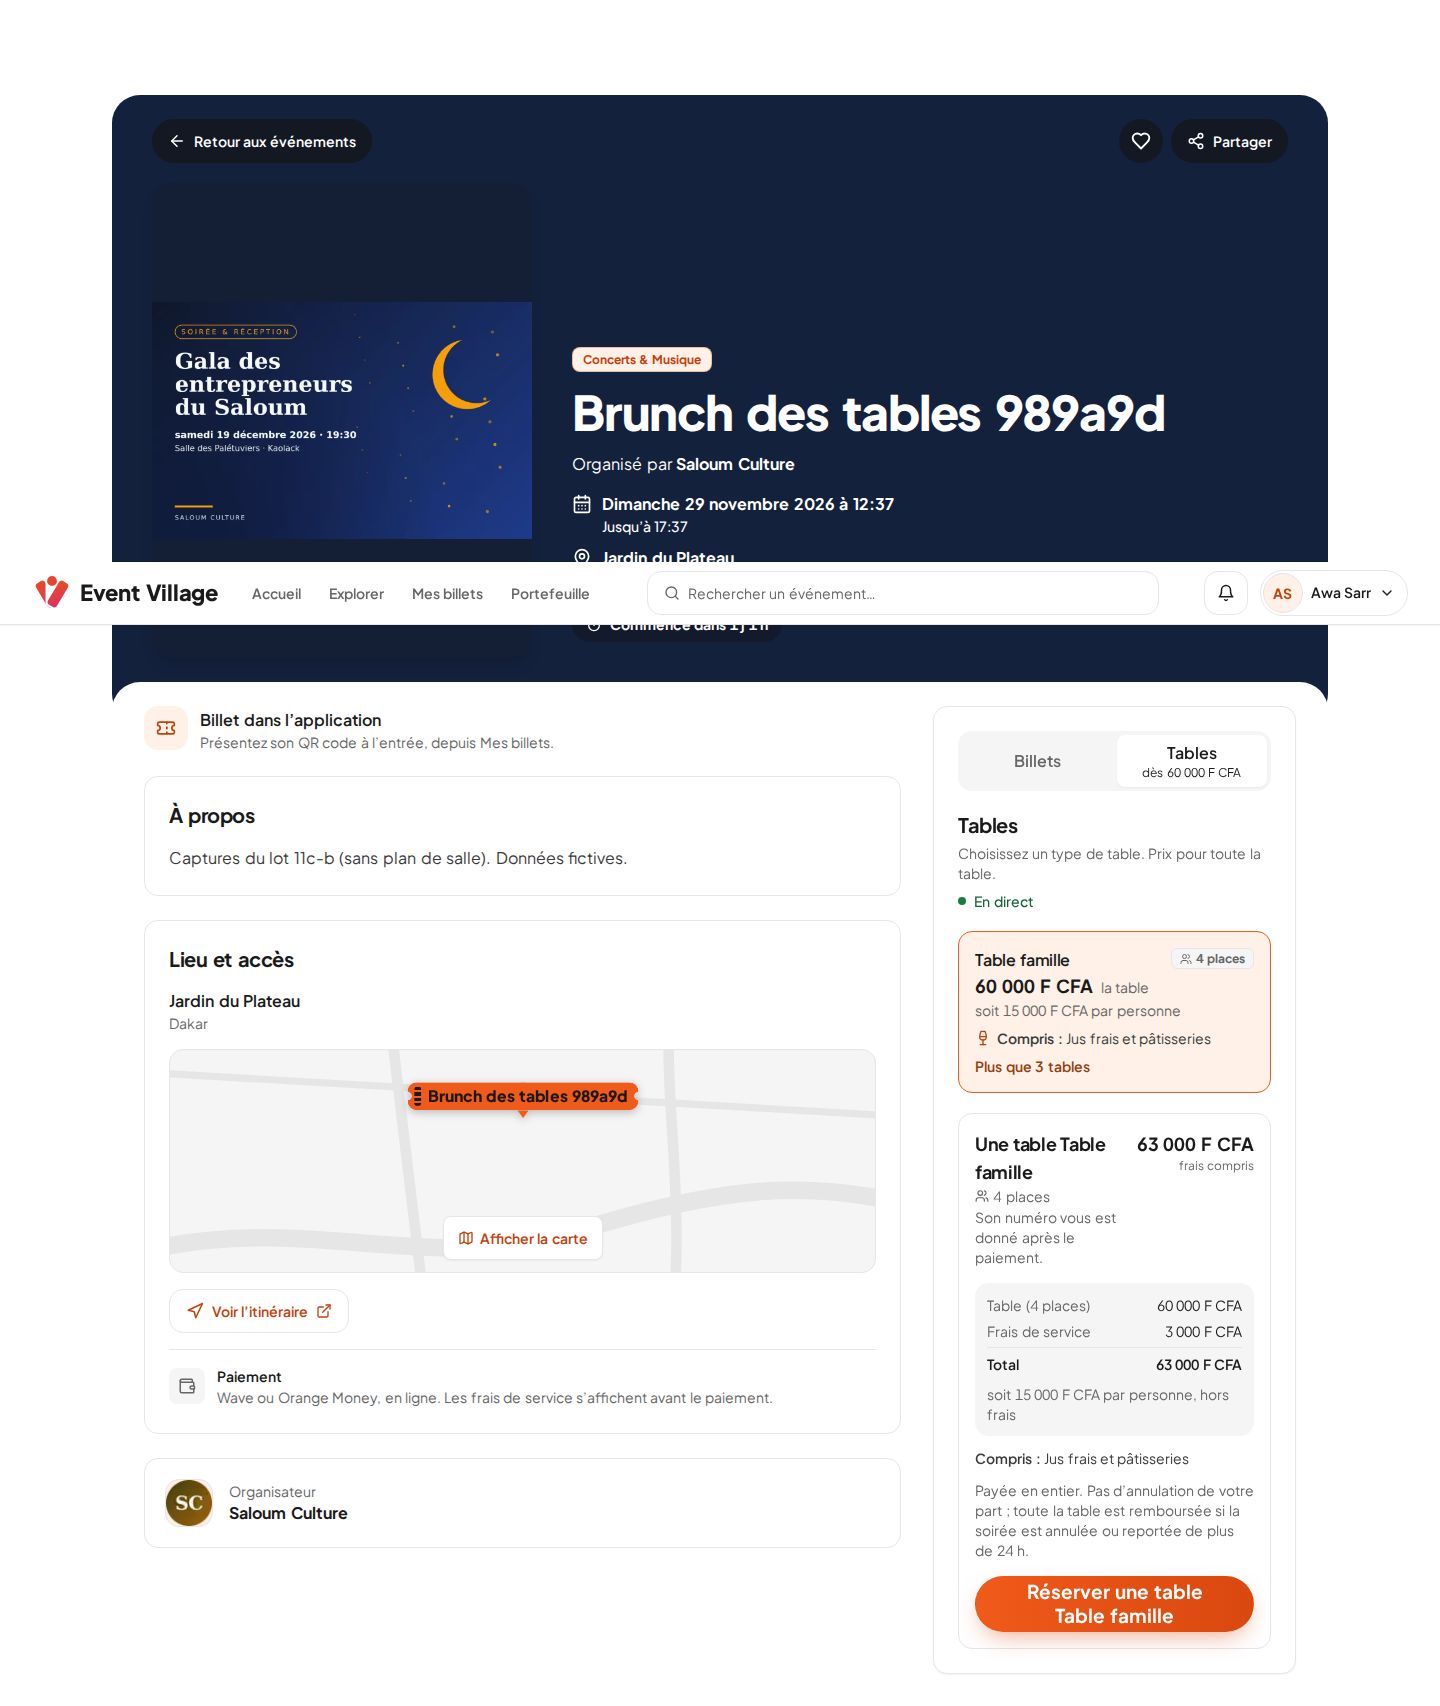 Retour aux événements
Partager
SOIRÉE & RÉCEPTION
Gala des
entrepreneurs
du Saloum
samedi 19 décembre 2026 · 19:30
Salle des Palétuviers · Kaolack
SALOUM CULTURE
Concerts & Musique
Brunch des tables 989a9d
Organisé par Saloum Culture
Dimanche 29 novembre 2026 à 12:37
Jusqu’à 17:37
Jardin du Plateau
Event Village
Accueil
Explorer
Mes billets
Portefeuille
Rechercher un événement…
AS
Awa Sarr
Commence dans 1 j 1 h
Billet dans l’application
Présentez son QR code à l’entrée, depuis Mes billets.
À propos
Captures du lot 11c-b (sans plan de salle). Données fictives.
Lieu et accès
Jardin du Plateau
Dakar
Brunch des tables 989a9d
Afficher la carte
Voir l’itinéraire
Paiement
Wave ou Orange Money, en ligne. Les frais de service s’affichent avant le paiement.
SC
Organisateur
Saloum Culture
Billets
Tables
dès 60 000 F CFA
Tables
Choisissez un type de table. Prix pour toute la
table.
En direct
Table famille
4 places
60 000 F CFA la table
soit 15 000 F CFA par personne
Compris : Jus frais et pâtisseries
Plus que 3 tables
Une table Table
famille
63 000 F CFA
frais compris
4 places
Son numéro vous est
donné après le
paiement.
Table (4 places) 60 000 F CFA
Frais de service 3 000 F CFA
Total 63 000 F CFA
soit 15 000 F CFA par personne, hors
frais
Compris : Jus frais et pâtisseries
Payée en entier. Pas d’annulation de votre
part ; toute la table est remboursée si la
soirée est annulée ou reportée de plus
de 24 h.
Réserver une table
Table famille